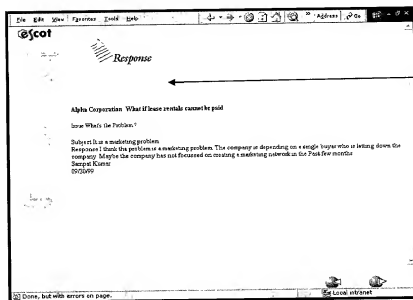 File Edit View Favorites Tools Help Address Go
eScot
Response
Alpha Corporation What if lease rentals cannot be paid
Issue What's the Problem?
Subject It is a marketing problem
Response I think the problem is a marketing problem. The company is depending on a single buyer who is letting down the
company. Maybe the company has not focussed on creating a marketing network in the Past few months
Sampat Kumar
09/30/99
Done, but with errors on page. Local intranet